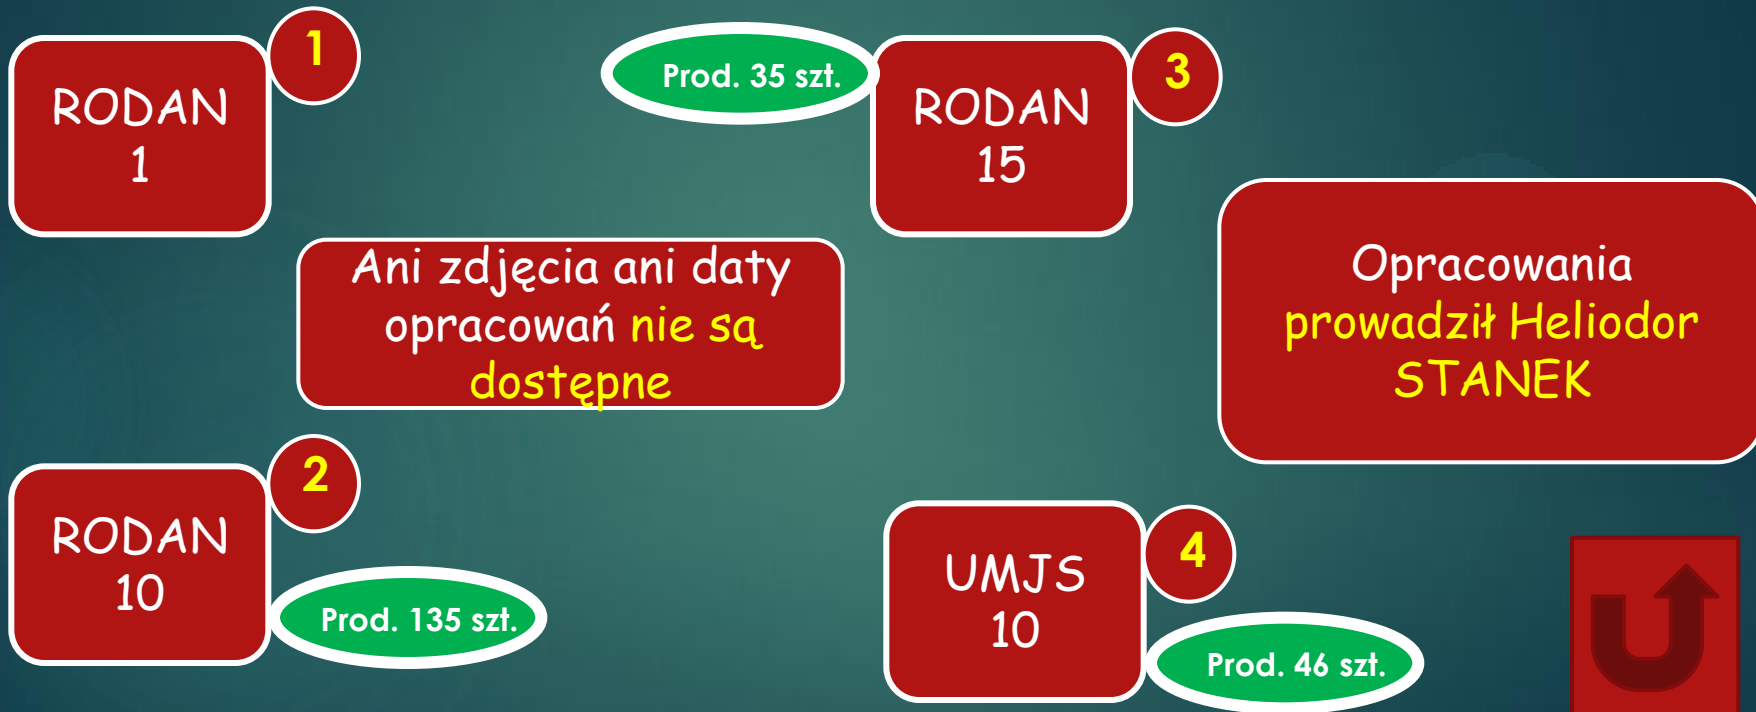 1
RODAN
1
Prod. 35 szt.
RODAN
15
3
Ani zdjęcia ani daty
opracowań nie są
dostępne
Opracowania
prowadził Heliodor
STANEK
2
RODAN
10
Prod. 135 szt.
UMJS
10
4
Prod. 46 szt.